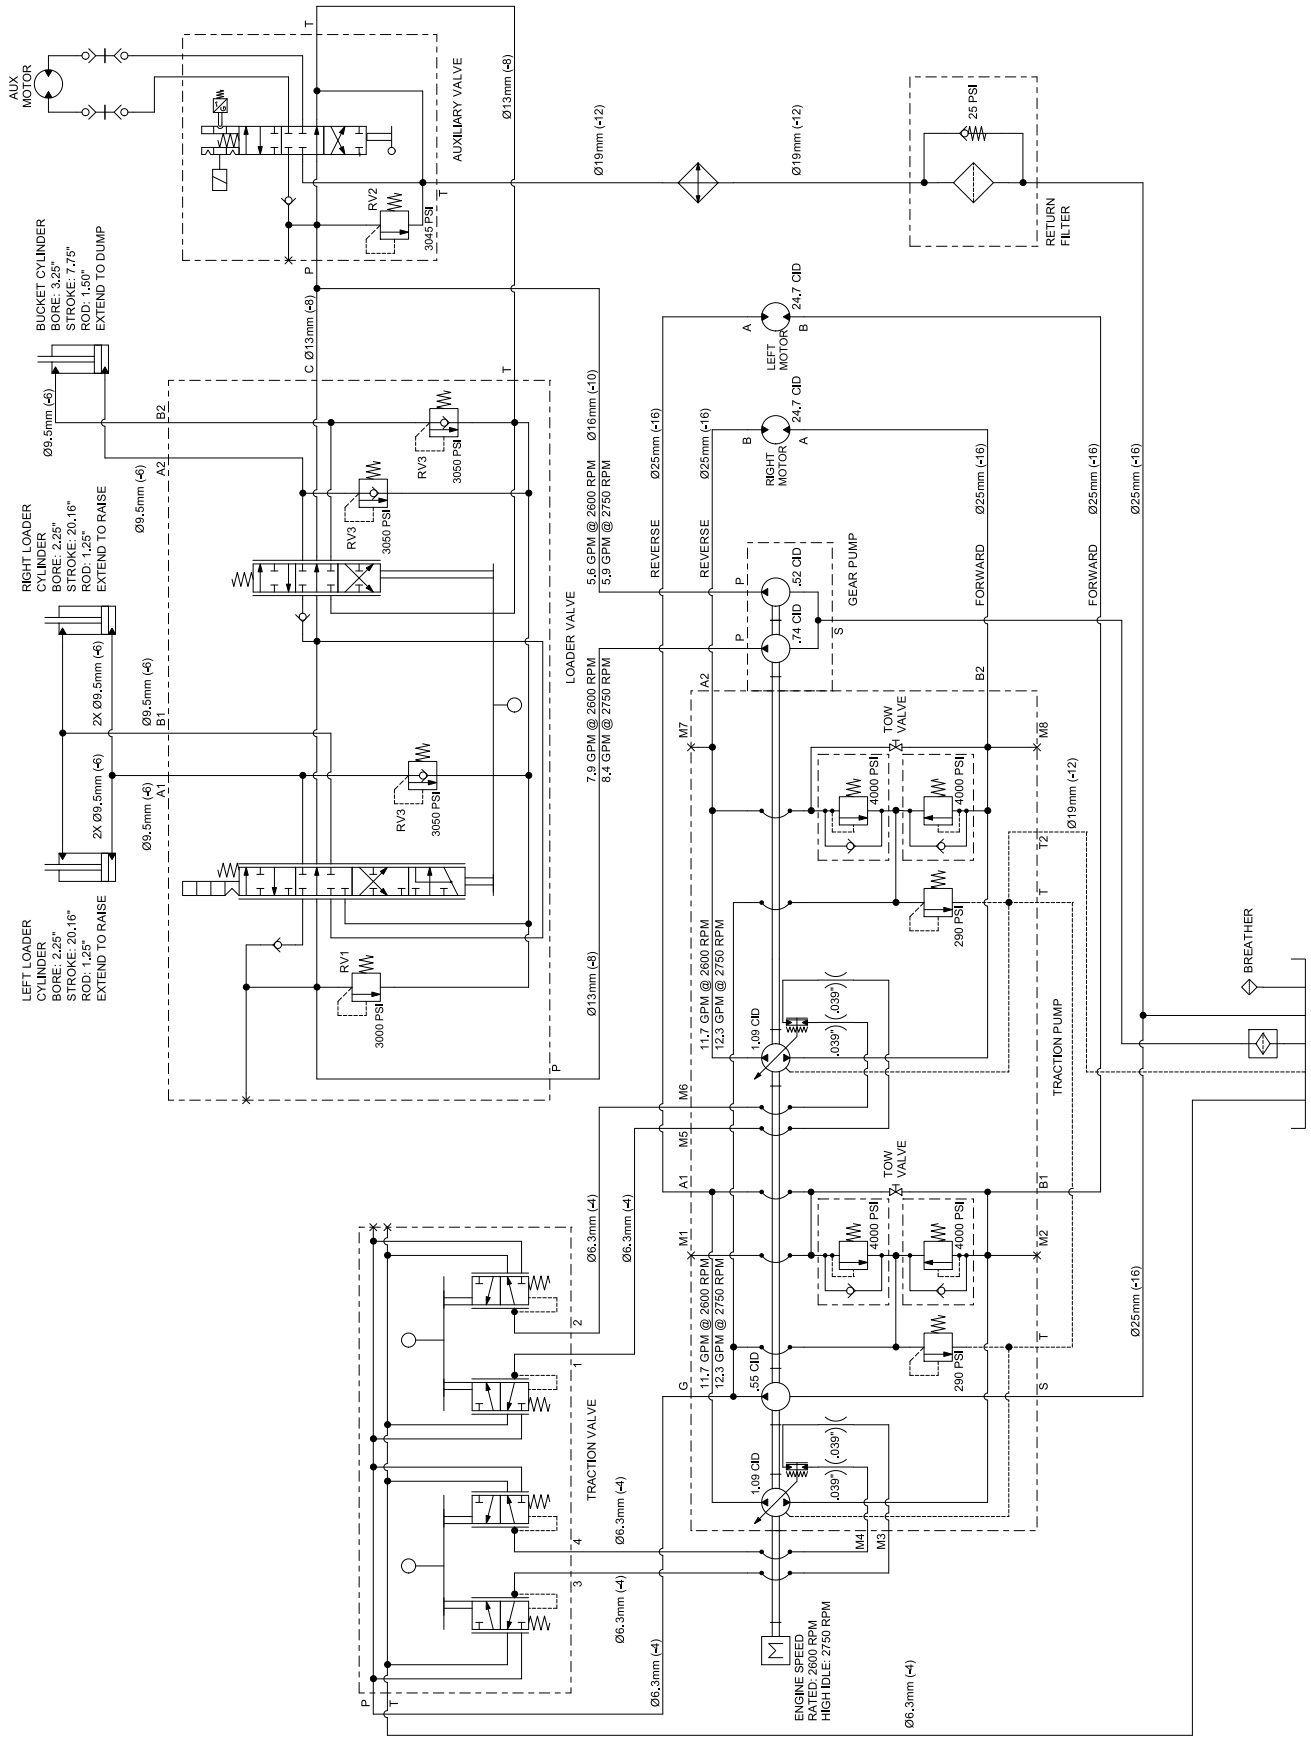 AUX
MOTOR
T
AUXILIARY VALVE
Ø13mm (-8)
RV2
3045 PSI
T
P
Ø19mm (-12)
Ø19mm (-12)
25 PSI
RETURN
FILTER
BUCKET CYLINDER
BORE: 3.25"
STROKE: 7.75"
ROD: 1.50"
EXTEND TO DUMP
Ø9.5mm (-6)
C
Ø13mm (-8)
T
B2
A2
Ø9.5mm (-6)
RV3
3050 PSI
RV3
3050 PSI
RIGHT LOADER
CYLINDER
BORE: 2.25"
STROKE: 20.16"
ROD: 1.25"
EXTEND TO RAISE
2X Ø9.5mm (-6)
2X Ø9.5mm (-6)
Ø9.5mm (-6)
B1
Ø9.5mm (-6)
A1
LOADER VALVE
RV3
3050 PSI
LEFT LOADER
CYLINDER
BORE: 2.25"
STROKE: 20.16"
ROD: 1.25"
EXTEND TO RAISE
RV1
3000 PSI
P
Ø13mm (-8)
Ø16mm (-10)
5.6 GPM @ 2600 RPM
5.9 GPM @ 2750 RPM
7.9 GPM @ 2600 RPM
8.4 GPM @ 2750 RPM
Ø25mm (-16)
REVERSE
Ø25mm (-16)
REVERSE
A
LEFT
MOTOR
B
24.7 CID
B
RIGHT
MOTOR
A
24.7 CID
P
.52 CID
P
.74 CID
S
GEAR PUMP
Ø25mm (-16)
FORWARD
Ø25mm (-16)
FORWARD
Ø25mm (-16)
A2
B2
M7
TOW
VALVE
M8
4000 PSI
4000 PSI
Ø19mm (-12)
T2
T
290 PSI
11.7 GPM @ 2600 RPM
12.3 GPM @ 2750 RPM
1.09 CID
.039"
.039"
TRACTION PUMP
BREATHER
M6
M5
A1
TOW
VALVE
B1
M1
M2
4000 PSI
4000 PSI
11.7 GPM @ 2600 RPM
12.3 GPM @ 2750 RPM
290 PSI
T
Ø25mm (-16)
G
.55 CID
S
1.09 CID
.039"
.039"
M4
M3
Ø6.3mm (-4)
Ø6.3mm (-4)
2
1
TRACTION VALVE
4
3
Ø6.3mm (-4)
Ø6.3mm (-4)
P
T
Ø6.3mm (-4)
M
ENGINE SPEED
RATED: 2600 RPM
HIGH IDLE: 2750 RPM
Ø6.3mm (-4)